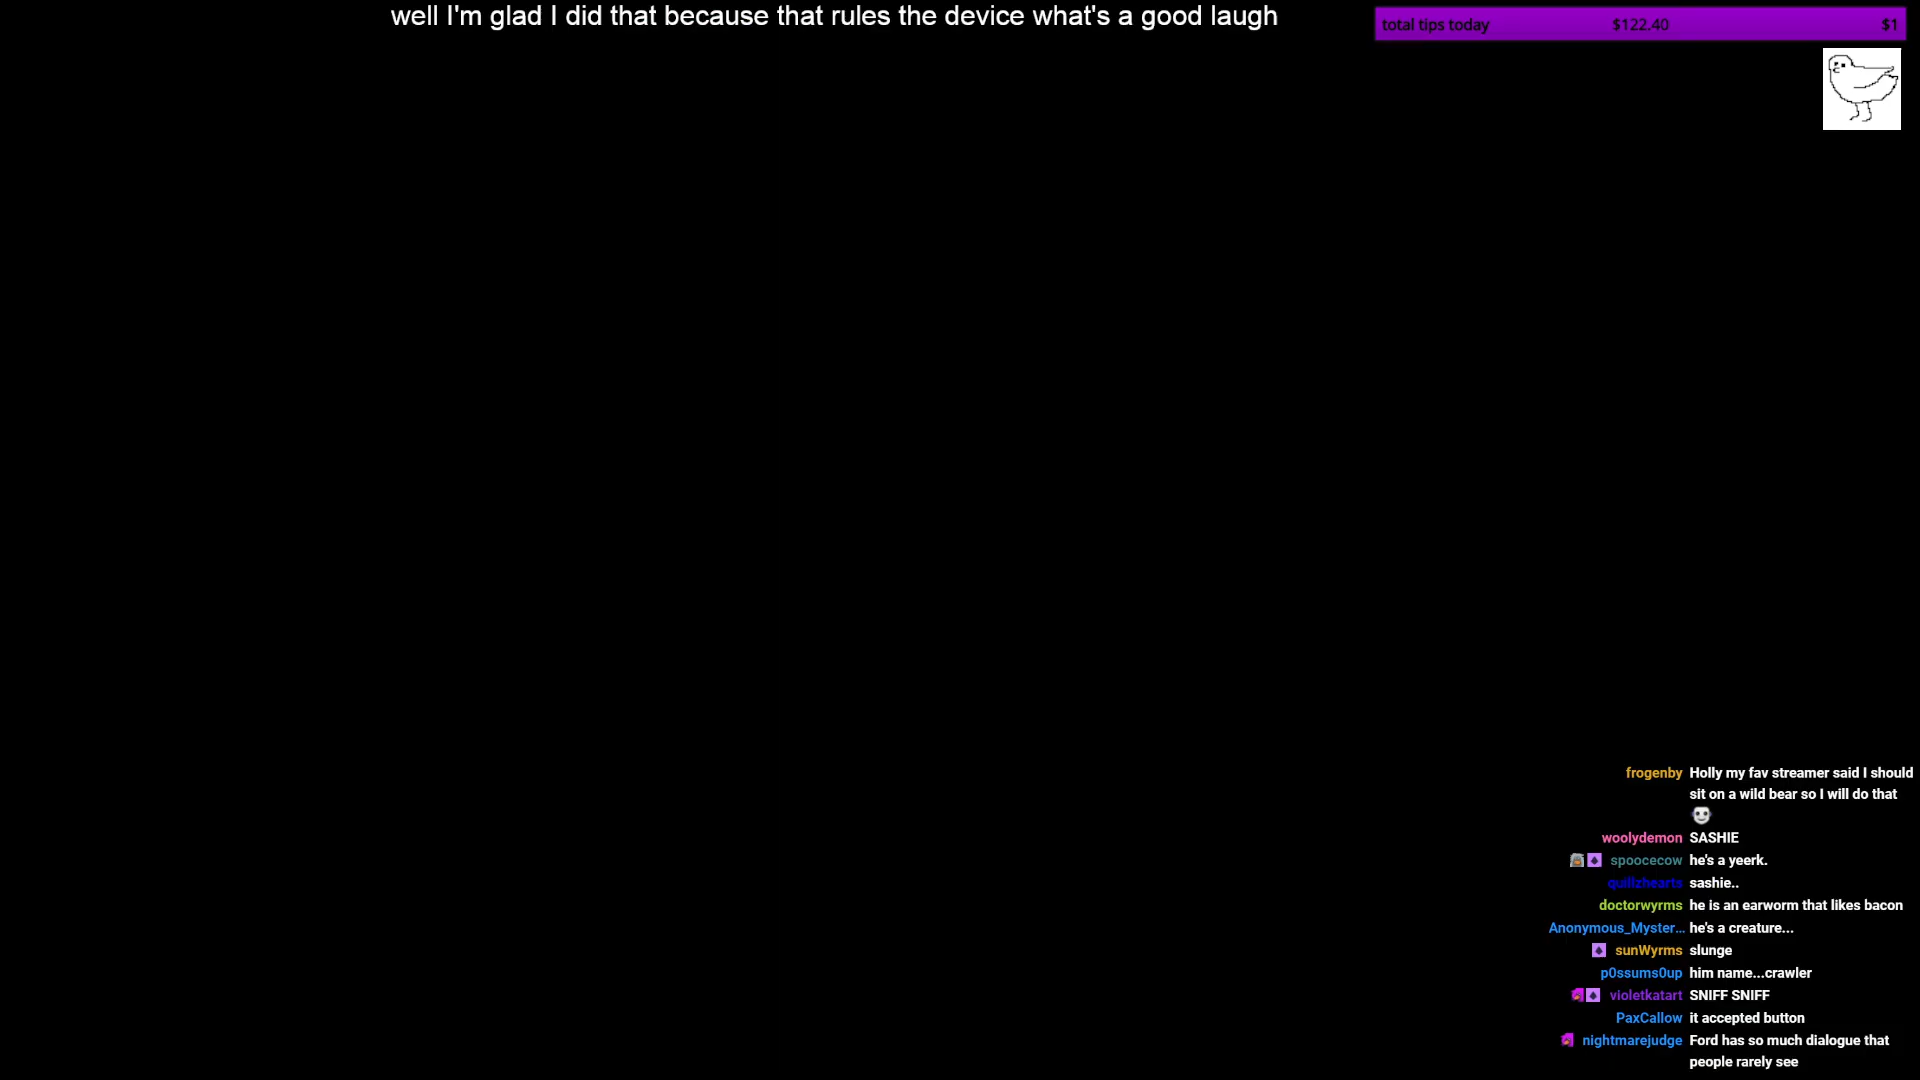 well I'm glad I did that because that rules the device what's a good laugh
total tips today $122.40 $1
frogenby Holly my fav streamer said I should
sit on a wild bear so I will do that
woolydemon SASHIE
spoocecow he's a yeerk.
quillzhearts sashie..
doctorwyrms he is an earworm that likes bacon
Anonymous_Myster... he's a creature...
sunWyrms slunge
p0ssums0up him name...crawler
violetkatart SNIFF SNIFF
PaxCallow it accepted button
nightmarejudge Ford has so much dialogue that
people rarely see